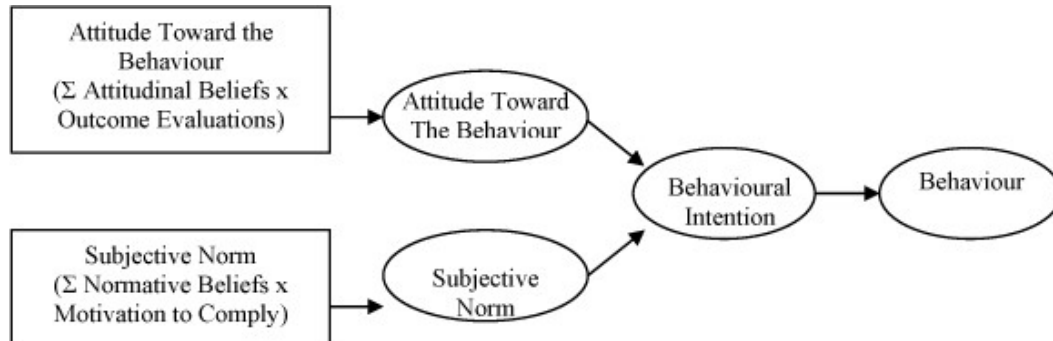 Attitude Toward the
Behaviour
(Σ Attitudinal Beliefs x
Outcome Evaluations)
Attitude Toward
The Behaviour
Behavioural
Intention
Behaviour
Subjective Norm
(Σ Normative Beliefs x
Motivation to Comply)
Subjective
Norm